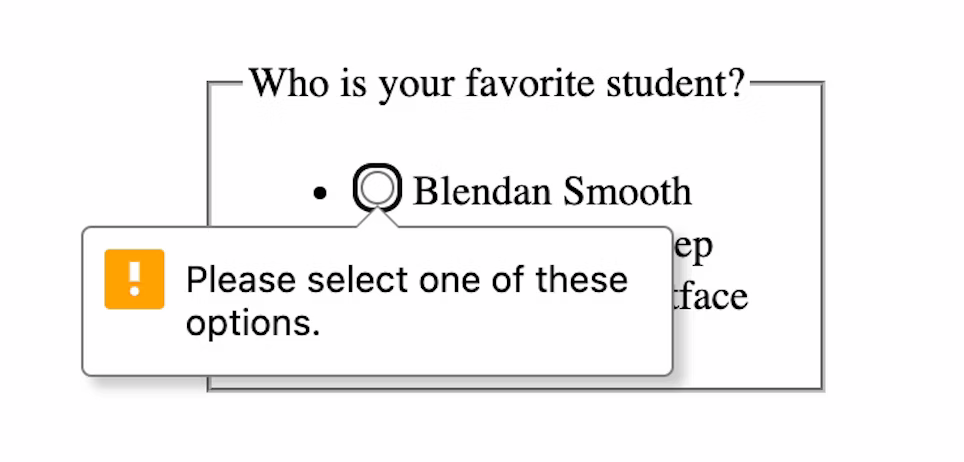 Who is your favorite student?
Blendan Smooth
Please select one of these
options.